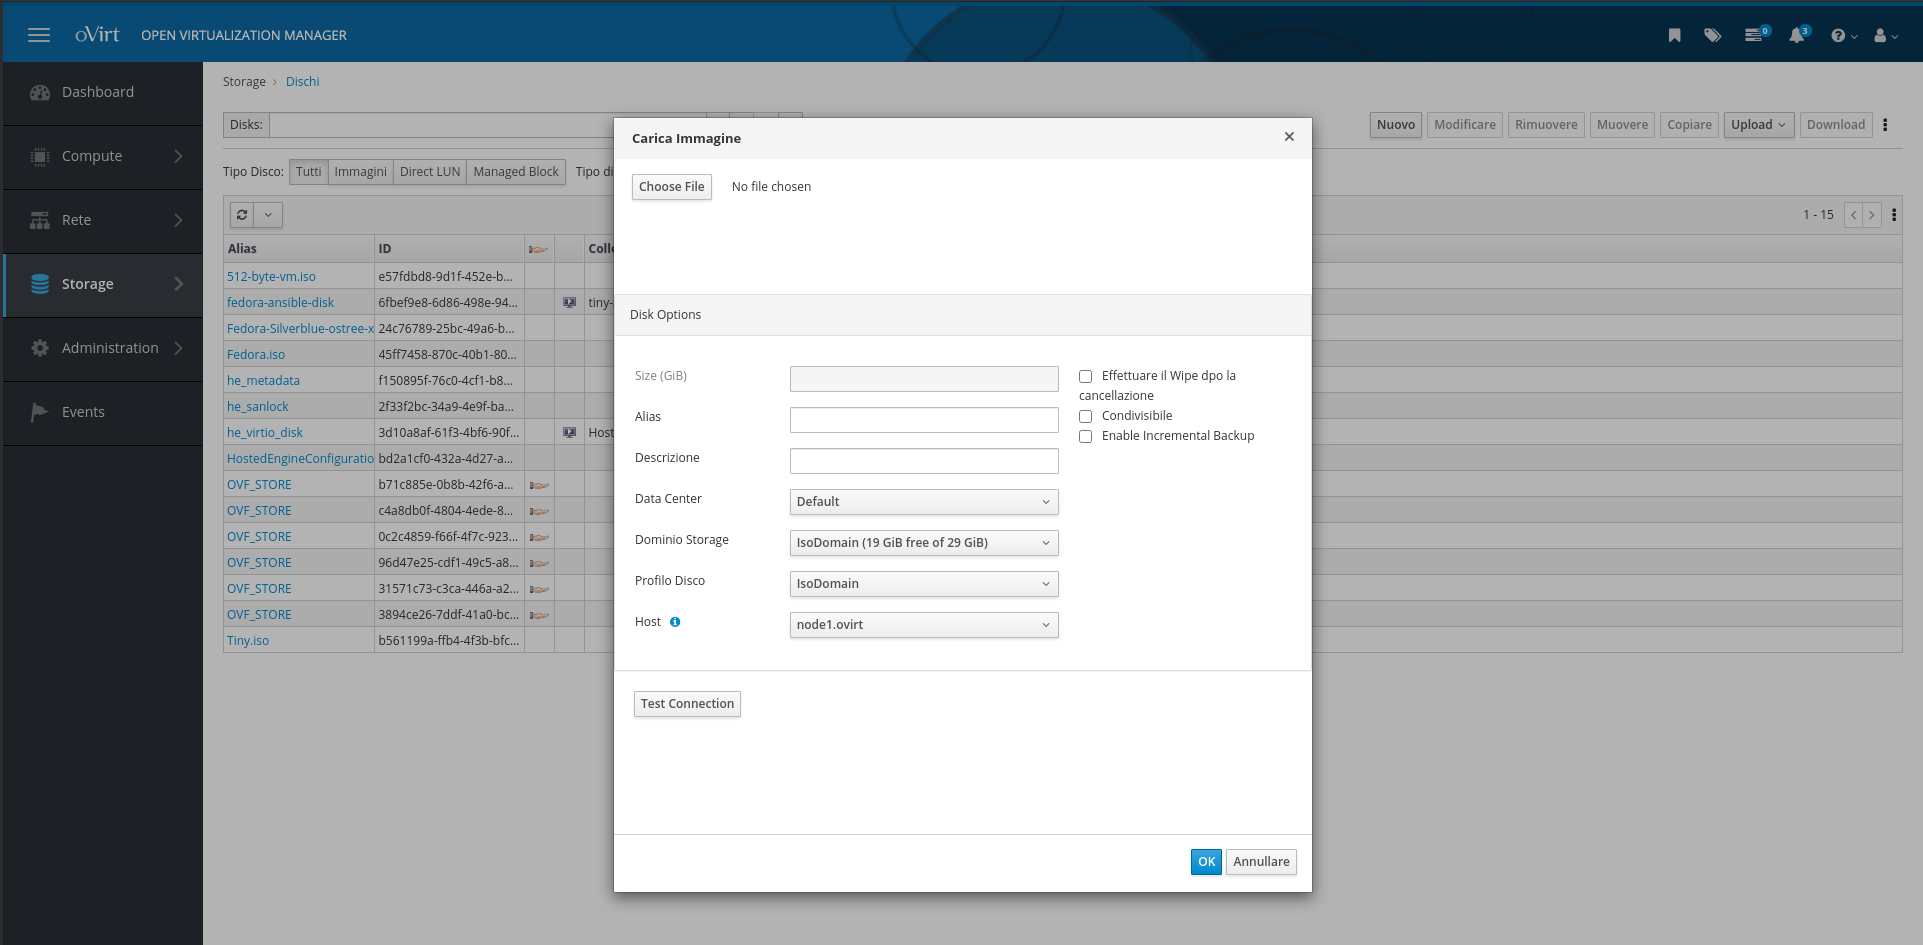 oVirt OPEN VIRTUALIZATION MANAGER
0
3
Dashboard
Compute
Rete
Storage
Administration
Events
Storage › Dischi
Disks:
Nuovo Modificare Rimuovere Muovere Copiare Upload Download
Tipo Disco: Tutti Immagini Direct LUN Managed Block Tipo di
1 - 15
Alias ID Colle
512-byte-vm.iso e57fdbd8-9d1f-452e-b...
fedora-ansible-disk 6fbef9e8-6d86-498e-94... tiny-
Fedora-Silverblue-ostree-x 24c76789-25bc-49a6-b...
Fedora.iso 45ff7458-870c-40b1-80...
he_metadata f150895f-76c0-4cf1-b8...
he_sanlock 2f33f2bc-34a9-4e9f-ba...
he_virtio_disk 3d10a8af-61f3-4bf6-90f... Host
HostedEngineConfiguratio bd2a1cf0-432a-4d27-a...
OVF_STORE b71c885e-0b8b-42f6-a...
OVF_STORE c4a8db0f-4804-4ede-8...
OVF_STORE 0c2c4859-f66f-4f7c-923...
OVF_STORE 96d47e25-cdf1-49c5-a8...
OVF_STORE 31571c73-c3ca-446a-a2...
OVF_STORE 3894ce26-7ddf-41a0-bc...
Tiny.iso b561199a-ffb4-4f3b-bfc...
Carica Immagine
Choose File No file chosen
Disk Options
Size (GiB)
Alias
Descrizione
Data Center Default
Dominio Storage IsoDomain (19 GiB free of 29 GiB)
Profilo Disco IsoDomain
Host node1.ovirt
Effettuare il Wipe dpo la
cancellazione
Condivisibile
Enable Incremental Backup
Test Connection
OK Annullare